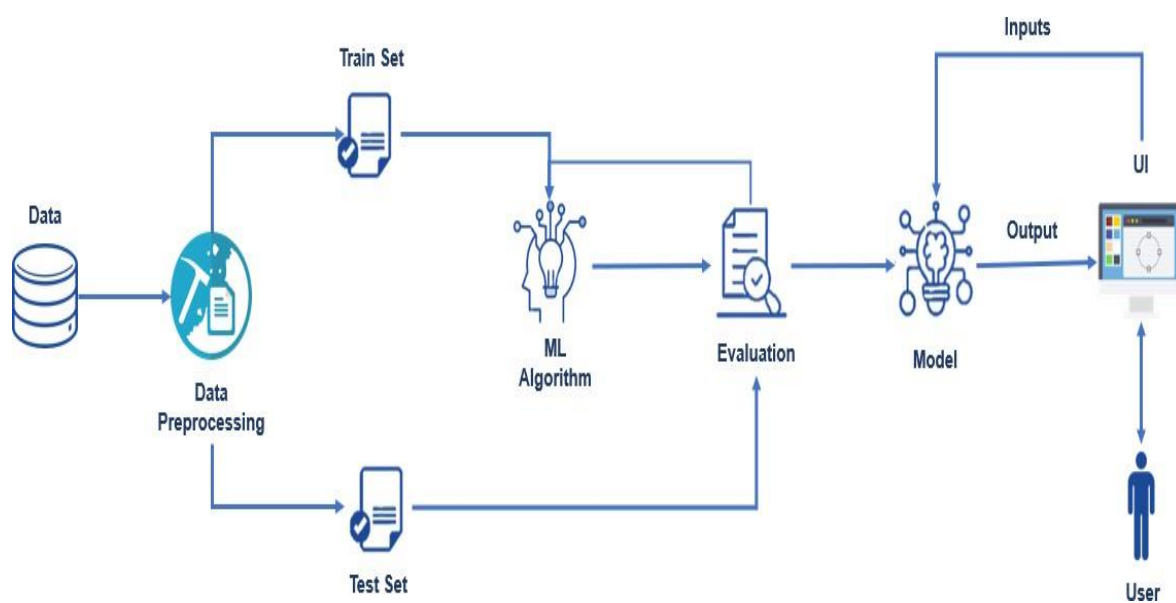 Inputs
Train Set
UI
Data
Output
ML
Algorithm
Evaluation
Model
Data
Preprocessing
Test Set
User